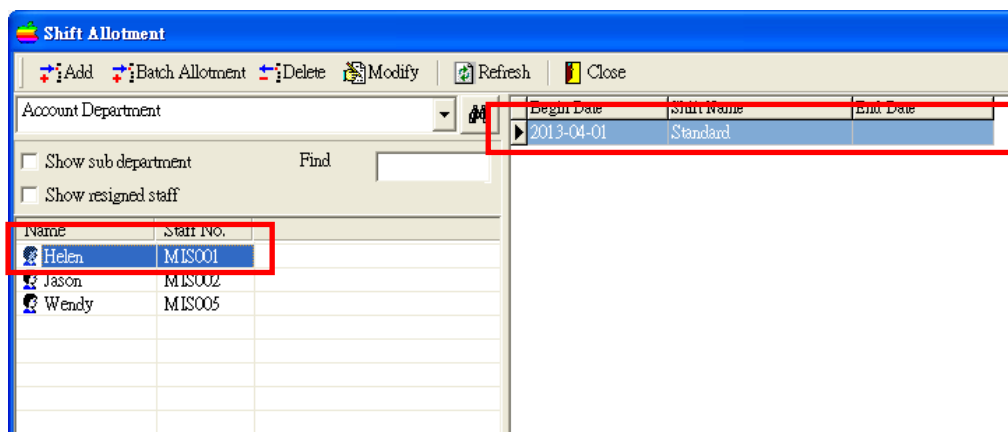 Shift Allotment
Add Batch Allotment Delete Modify Refresh Close
Account Department
Begin Date Shift Name End Date
2013-04-01 Standard
Show sub department Find
Show resigned staff
Name Staff No.
Helen MIS001
Jason MIS002
Wendy MIS005